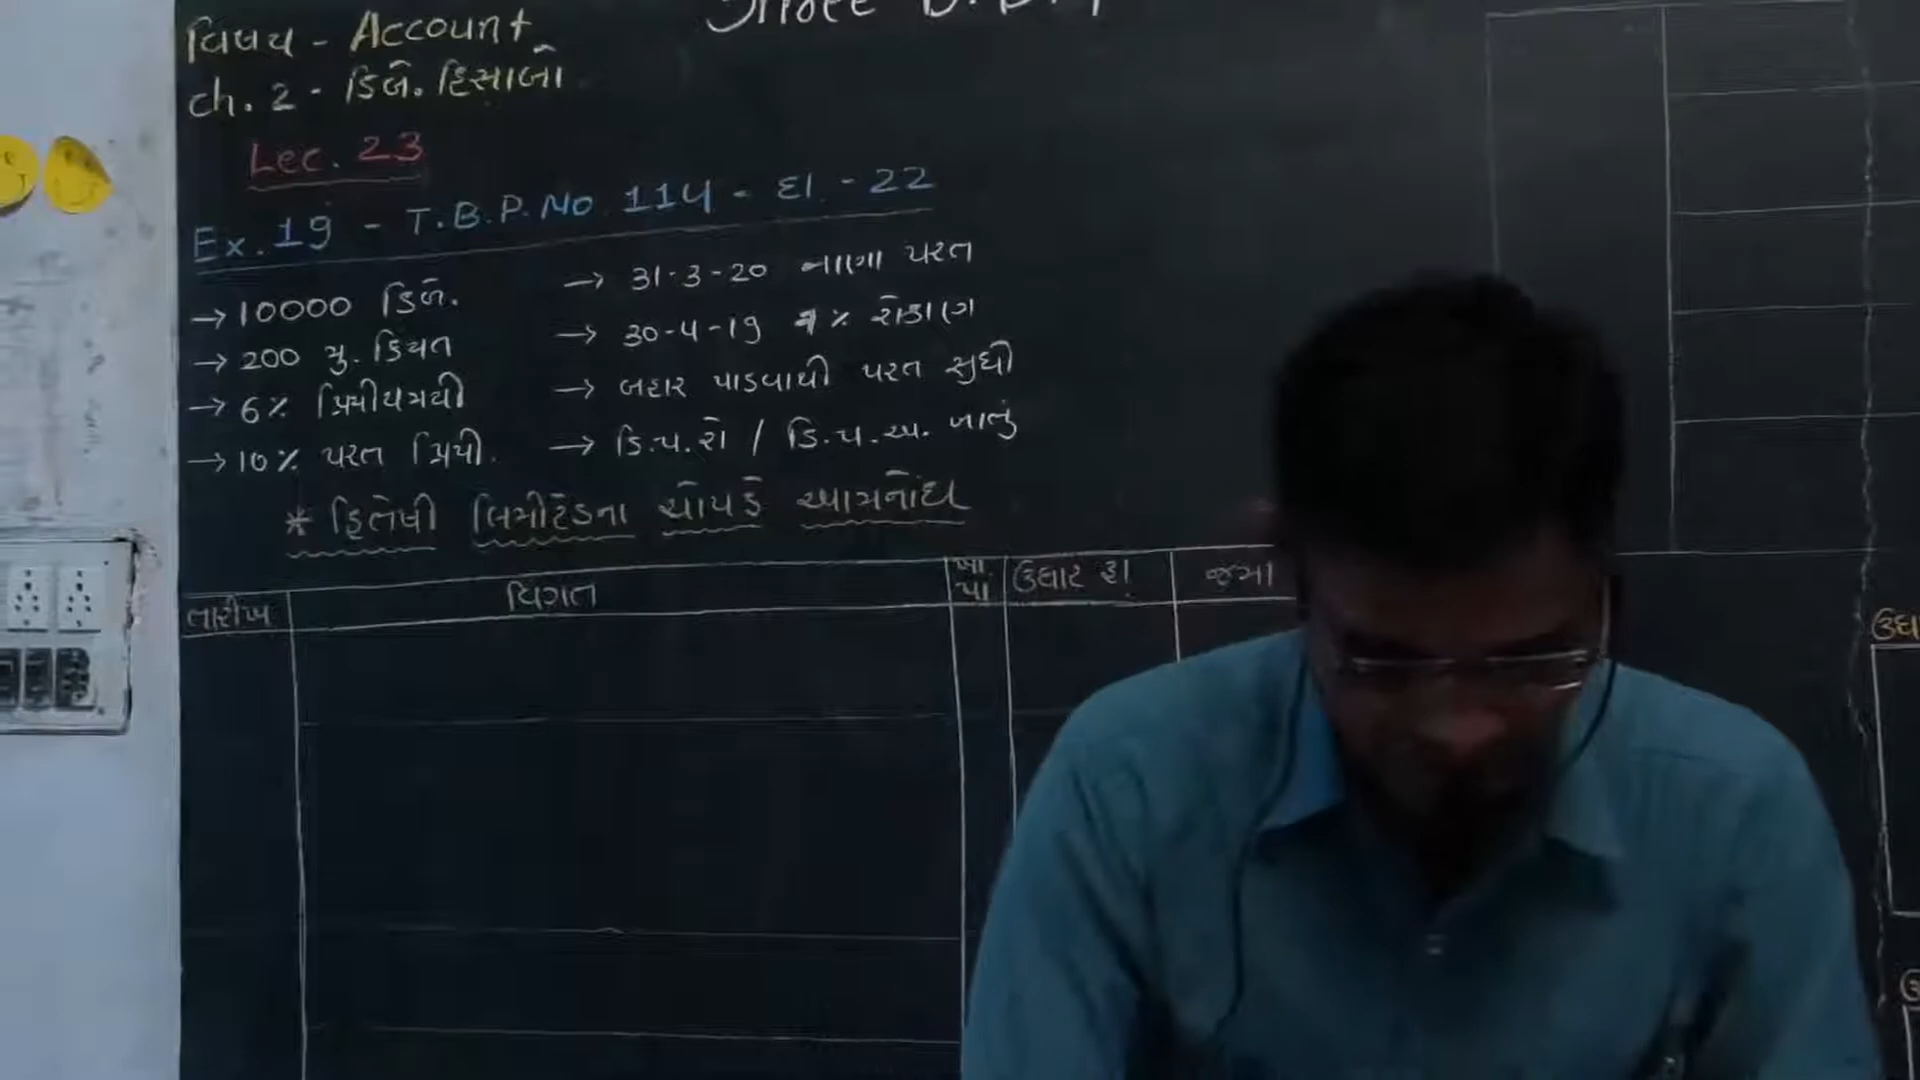 વિષય - Account
ch. 2 - ડિબે. હિસાબો
Lec. 23
Ex. 19 - T.B.P.No 114 - દા - 22
→ 10000 ડિબે.
→ 200 મુ. કિંમત
→ 6% પ્રિમીયમથી
→ 10% પરત પ્રિમી.
→ 31-3-20 નાણા પરત
→ 30-4-19 % રોકાણ
→ બહાર પાડવાથી પરત સુધી
→ ડિ.પ.રો / ડિ.પ.અ. ખાતું
* હિતેષી લિમીટેડના ચોપડે આમનોંધ
તારીખ વિગત ખા પા ઉધાર રૂા જમા